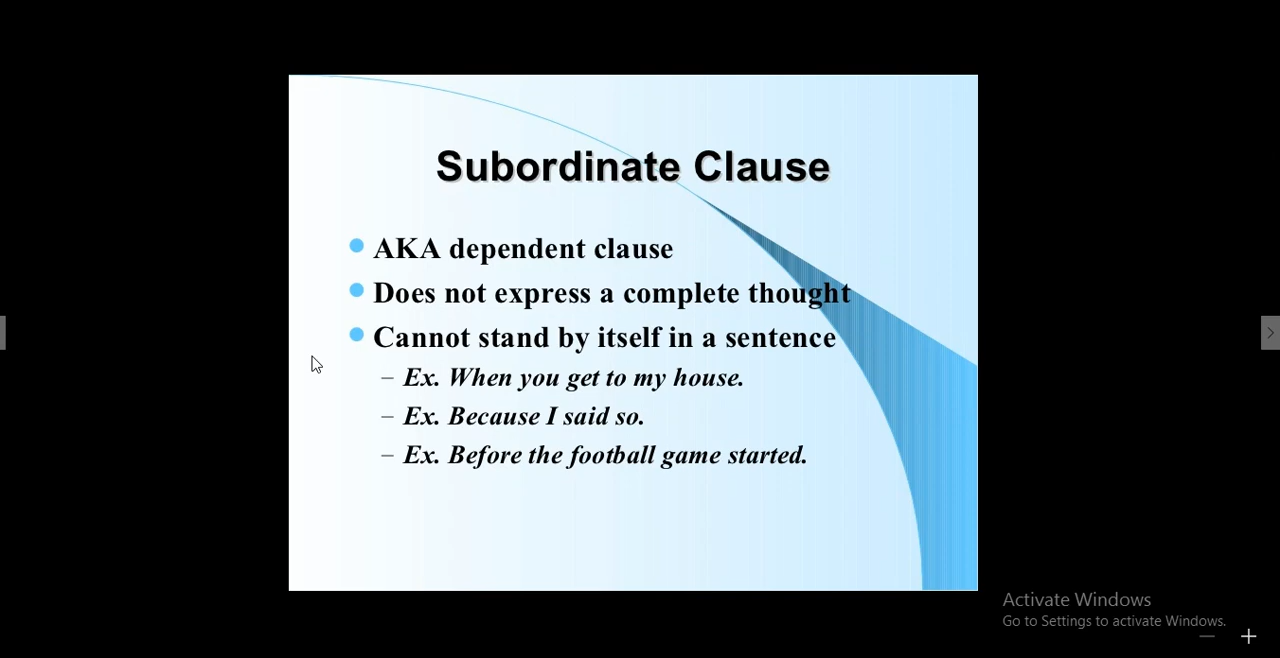 Subordinate Clause
AKA dependent clause
Does not express a complete thought
Cannot stand by itself in a sentence
– Ex. When you get to my house.
– Ex. Because I said so.
– Ex. Before the football game started.
Activate Windows
Go to Settings to activate Windows.